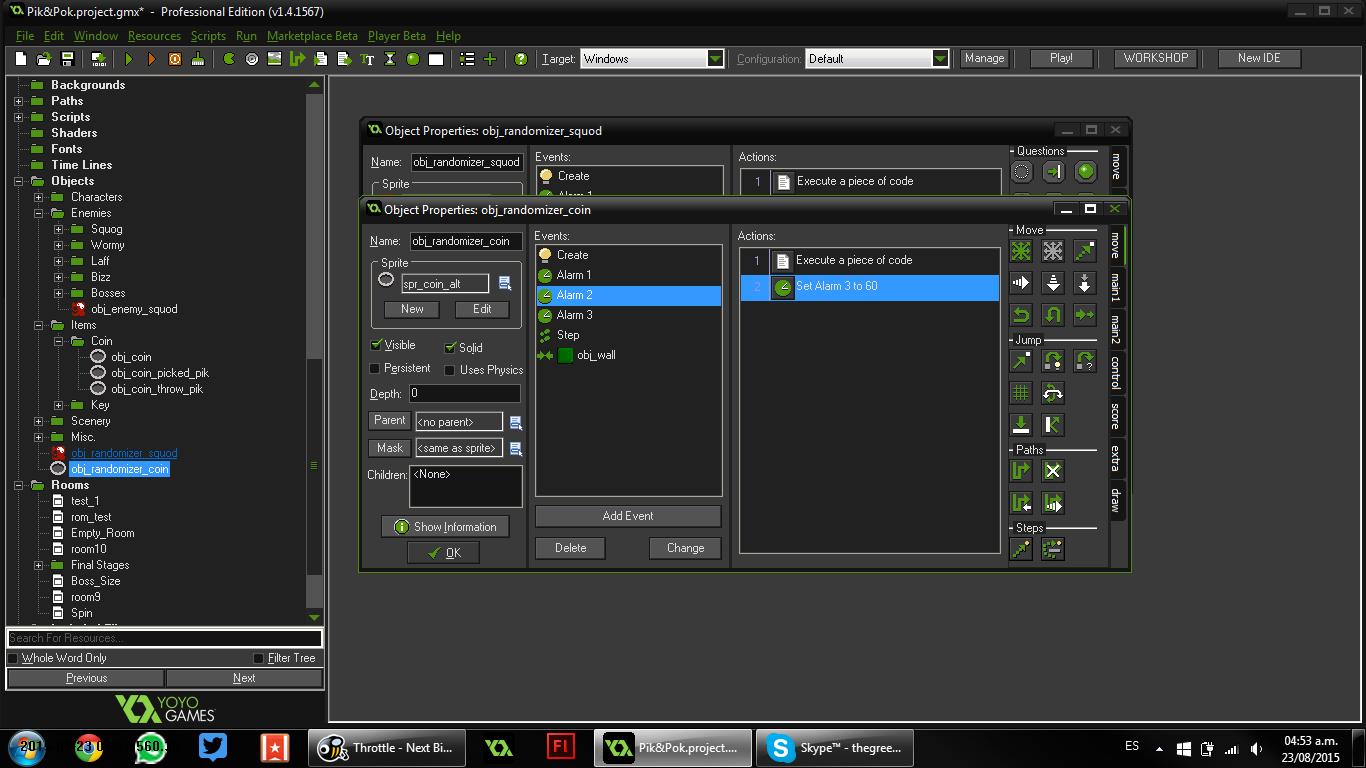 Pik&Pok.project.gmx* - Professional Edition (v1.4.1567)
File Edit Window Resources Scripts Run Marketplace Beta Player Beta Help
Target: Windows Configuration: Default Manage Play! WORKSHOP New IDE
Backgrounds
Paths
Scripts
Shaders
Fonts
Time Lines
Objects
Characters
Enemies
Squog
Wormy
Laff
Bizz
Bosses
obj_enemy_squod
Items
Coin
obj_coin
obj_coin_picked_pik
obj_coin_throw_pik
Key
Scenery
Misc.
obj_randomizer_squod
obj_randomizer_coin
Rooms
test_1
rom_test
Empty_Room
room10
Final Stages
Boss_Size
room9
Spin
Search For Resources...
Whole Word Only Filter Tree
Previous Next
YOYO
GAMES
Object Properties: obj_randomizer_squod
Name: obj_randomizer_squod
Sprite
Events:
Create
Alarm 1
Actions:
1 Execute a piece of code
Questions
move
Object Properties: obj_randomizer_coin
Name: obj_randomizer_coin
Sprite
spr_coin_alt
New Edit
Visible Solid
Persistent Uses Physics
Depth: 0
Parent <no parent>
Mask <same as sprite>
Children: <None>
Show Information
OK
Events:
Create
Alarm 1
Alarm 2
Alarm 3
Step
obj_wall
Add Event
Delete Change
Actions:
1 Execute a piece of code
2 Set Alarm 3 to 60
Move
Jump
Paths
Steps
move
main1
main2
control
score
extra
draw
Throttle - Next Bi...
Fl
Pik&Pok.project....
Skype™ - thegree...
ES
04:53 a.m.
23/08/2015